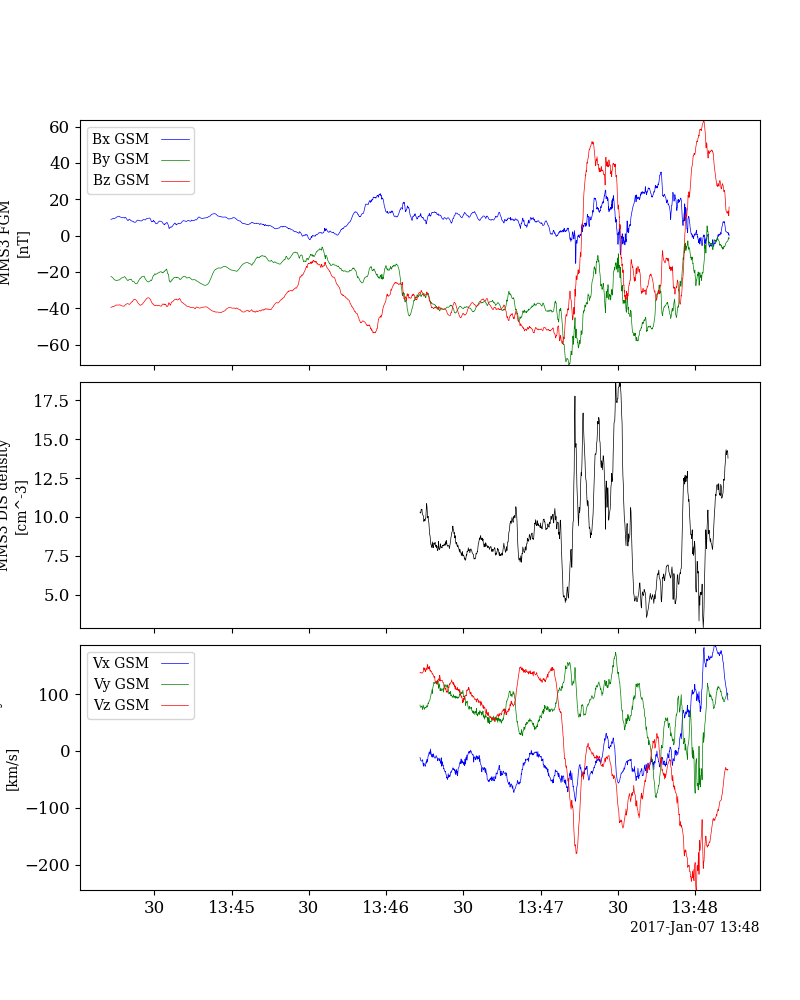 60
40
20
0
−20
−40
−60
MMS3 FGM
[nT]
Bx GSM
By GSM
Bz GSM
17.5
15.0
12.5
10.0
7.5
5.0
MMS3 DIS density
[cm^-3]
100
0
−100
−200
[km/s]
Vx GSM
Vy GSM
Vz GSM
30 13:45 30 13:46 30 13:47 30 13:48
2017-Jan-07 13:48